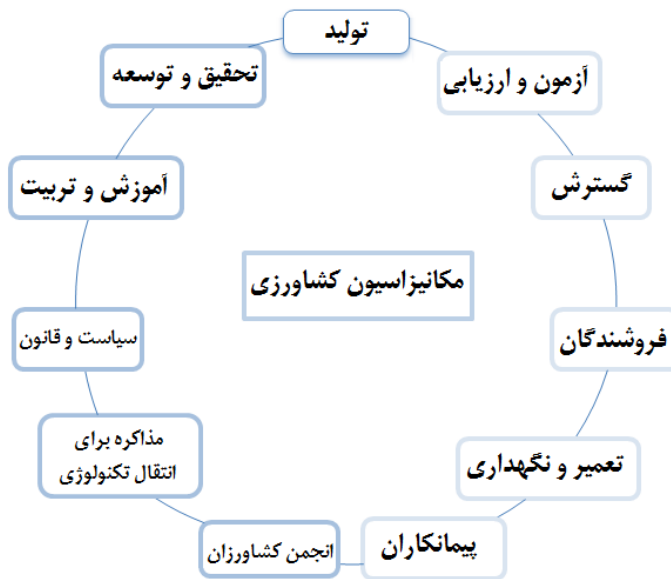 تولید
آزمون و ارزیابی
گسترش
فروشندگان
تعمیر و نگهداری
پیمانکاران
انجمن کشاورزان
مذاکره برای
انتقال تکنولوژی
سیاست و قانون
آموزش و تربیت
تحقیق و توسعه
مکانیزاسیون کشاورزی